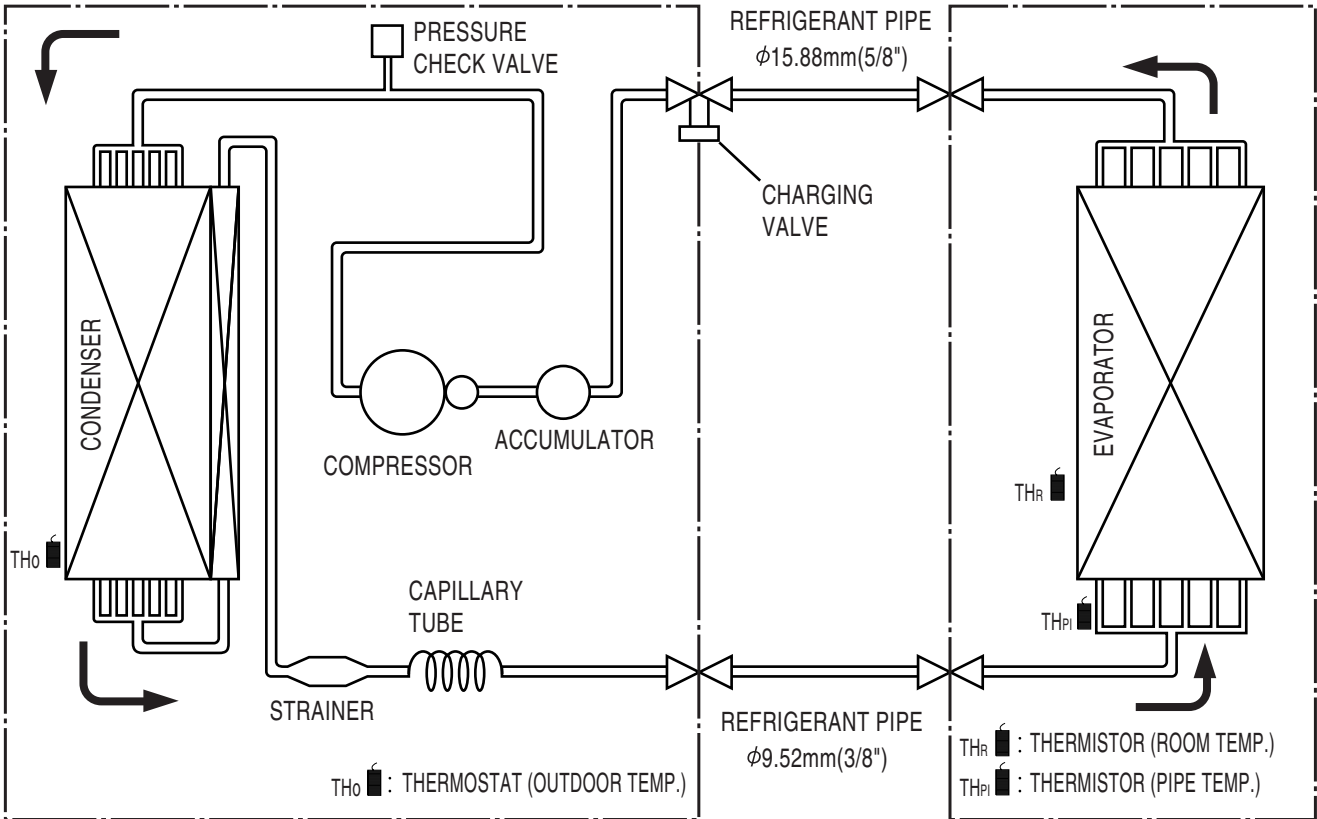 PRESSURE
CHECK VALVE
REFRIGERANT PIPE
ϕ15.88mm(5/8")
CHARGING
VALVE
CONDENSER
EVAPORATOR
COMPRESSOR
ACCUMULATOR
THR
THO
THPI
CAPILLARY
TUBE
STRAINER
REFRIGERANT PIPE
ϕ9.52mm(3/8")
THO : THERMOSTAT (OUTDOOR TEMP.)
THR : THERMISTOR (ROOM TEMP.)
THPI : THERMISTOR (PIPE TEMP.)